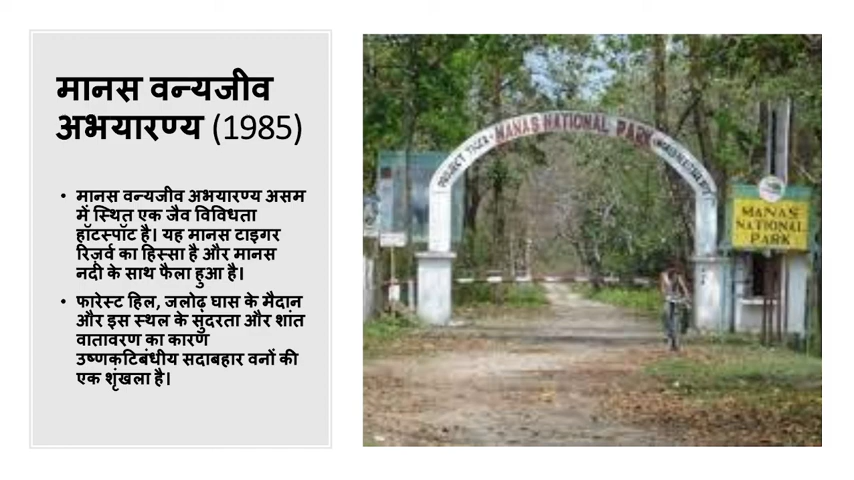 मानस वन्यजीव
अभयारण्य (1985)
• मानस वन्यजीव अभयारण्य असम
में स्थित एक जैव विविधता
हॉटस्पॉट है। यह मानस टाइगर
रिज़र्व का हिस्सा है और मानस
नदी के साथ फैला हुआ है।
• फारेस्ट हिल, जलोढ़ घास के मैदान
और इस स्थल के सुंदरता और शांत
वातावरण का कारण
उष्णकटिबंधीय सदाबहार वनों की
एक शृंखला है।
PROJECT TIGER MANAS NATIONAL PARK
MANAS
NATIONAL
PARK